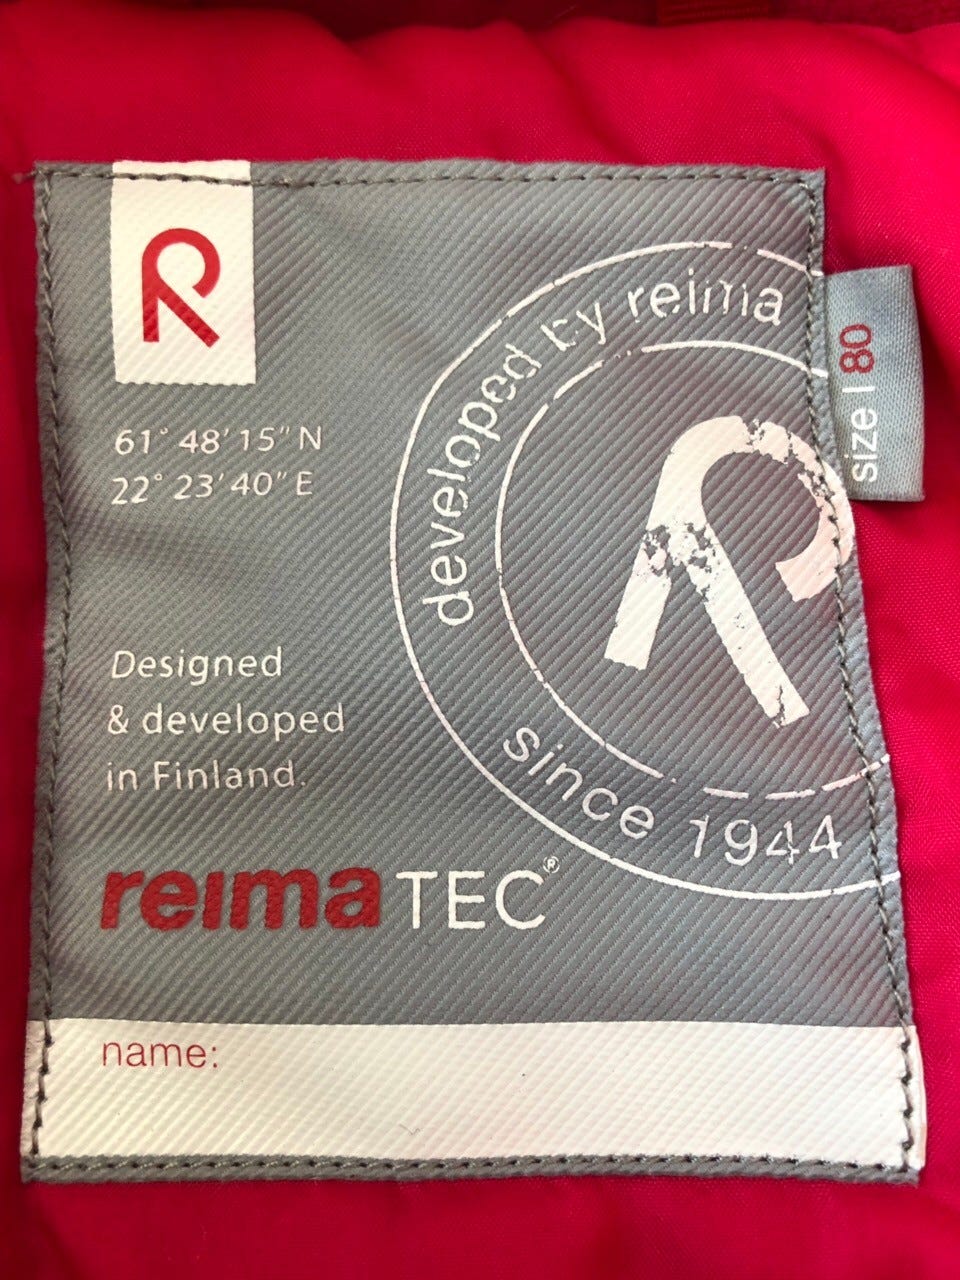 R
61° 48' 15" N
22° 23' 40" E
developed by reima
since 1944
R
size | 80
Designed
& developed
in Finland.
reima TEC®
name: